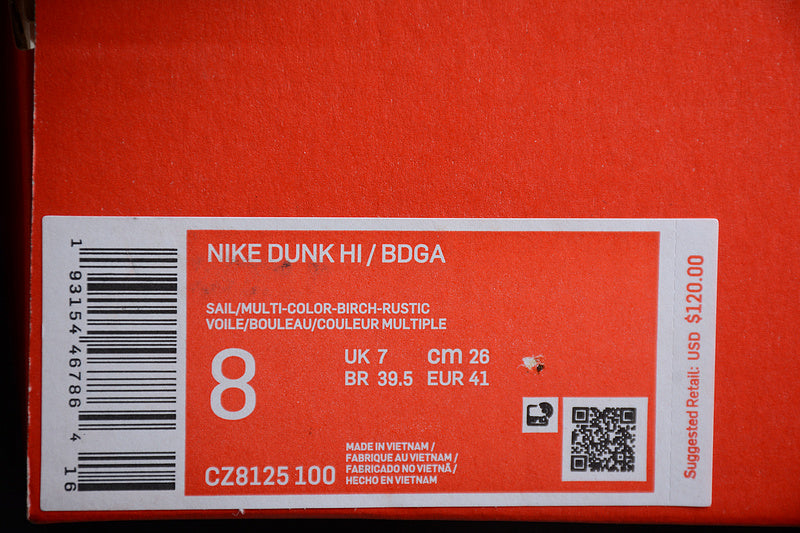 NIKE DUNK HI / BDGA
SAIL/MULTI-COLOR-BIRCH-RUSTIC
VOILE/BOULEAU/COULEUR MULTIPLE
8
UK 7 cm 26
BR 39.5 EUR 41
CZ8125 100
MADE IN VIETNAM /
FABRIQUE AU VIETNAM /
FABRICADO NO VIETNÃ /
HECHO EN VIETNAM
1 93154 46786 4 16
Suggested Retail: USD $120.00